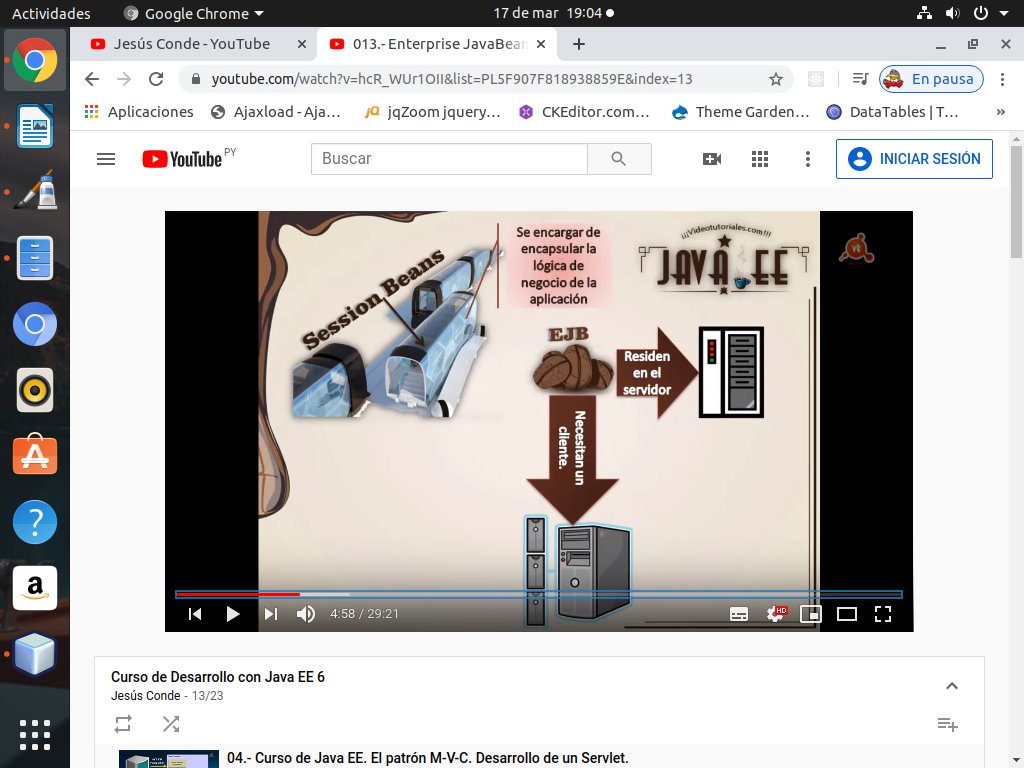 Actividades
Google Chrome
17 de mar 19:04
Jesús Conde - YouTube
013.- Enterprise JavaBean
youtube.com/watch?v=hcR_WUr1OII&list=PL5F907F818938859E&index=13
En pausa
Aplicaciones
Ajaxload - Aja...
jQ
jqZoom jquery...
CKEditor.com...
Theme Garden...
DataTables | T...
»
YouTube PY
Buscar
INICIAR SESIÓN
Session Beans
Se encargar de
encapsular la
lógica de
negocio de la
aplicación
¡¡¡Videotutoriales.com!!!
JAVA EE
vt
EJB
Residen
en el
servidor
Necesitan un
cliente.
4:58 / 29:21
HD
Curso de Desarrollo con Java EE 6
Jesús Conde - 13/23
04.- Curso de Java EE. El patrón M-V-C. Desarrollo de un Servlet.